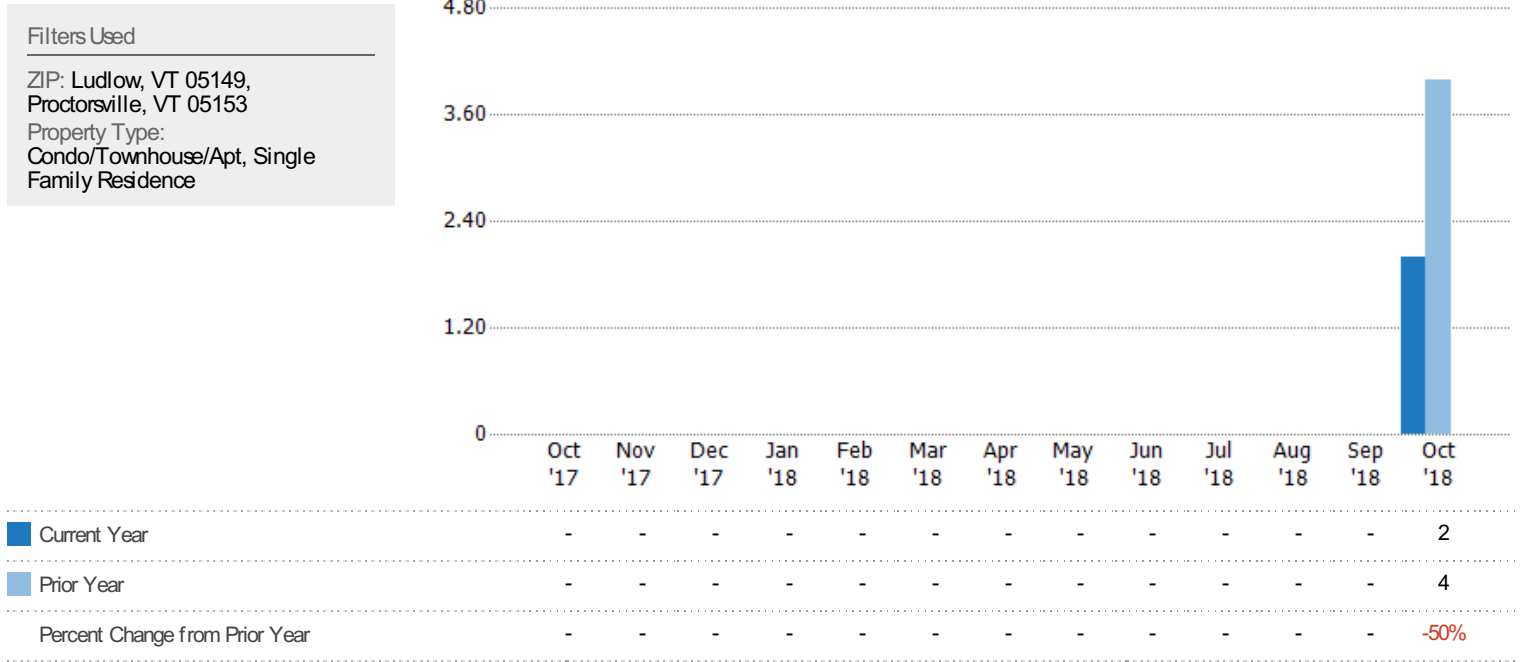 Filters Used
ZIP: Ludlow, VT 05149,
Proctorsville, VT 05153
Property Type:
Condo/Townhouse/Apt, Single
Family Residence
4.80
3.60
2.40
1.20
0
Oct Nov Dec Jan Feb Mar Apr May Jun Jul Aug Sep Oct
'17 '17 '17 '18 '18 '18 '18 '18 '18 '18 '18 '18 '18
Current Year - - - - - - - - - - - - 2
Prior Year - - - - - - - - - - - - 4
Percent Change from Prior Year - - - - - - - - - - - - -50%